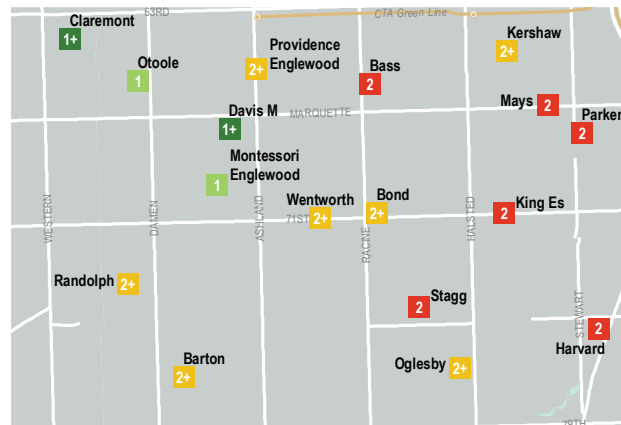 63RD
CTA Green Line
Claremont
1+
Otoole
1
Providence
Englewood
2+
Bass
2
Kershaw
2+
Mays
2
Parker
2
Davis M
1+
MARQUETTE
Montessori
Englewood
1
Wentworth
2+
71ST
Bond
2+
King Es
2
WESTERN
DAMEN
ASHLAND
RACINE
HALSTED
STEWART
Randolph
2+
Stagg
2
Harvard
2
Barton
2+
Oglesby
2+
79TH